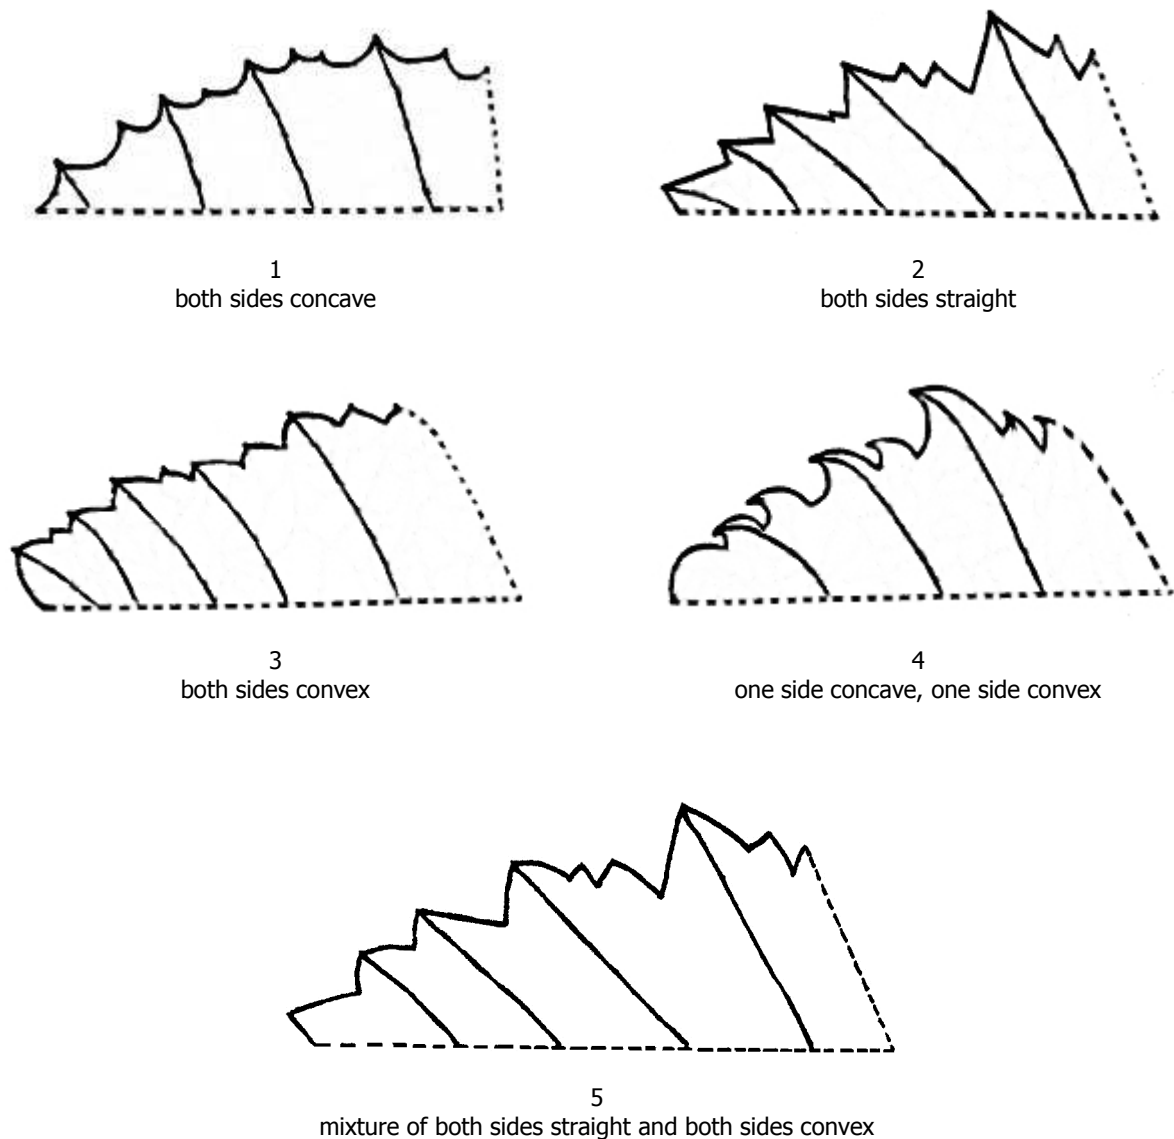 1
both sides concave
2
both sides straight
3
both sides convex
4
one side concave, one side convex
5
mixture of both sides straight and both sides convex